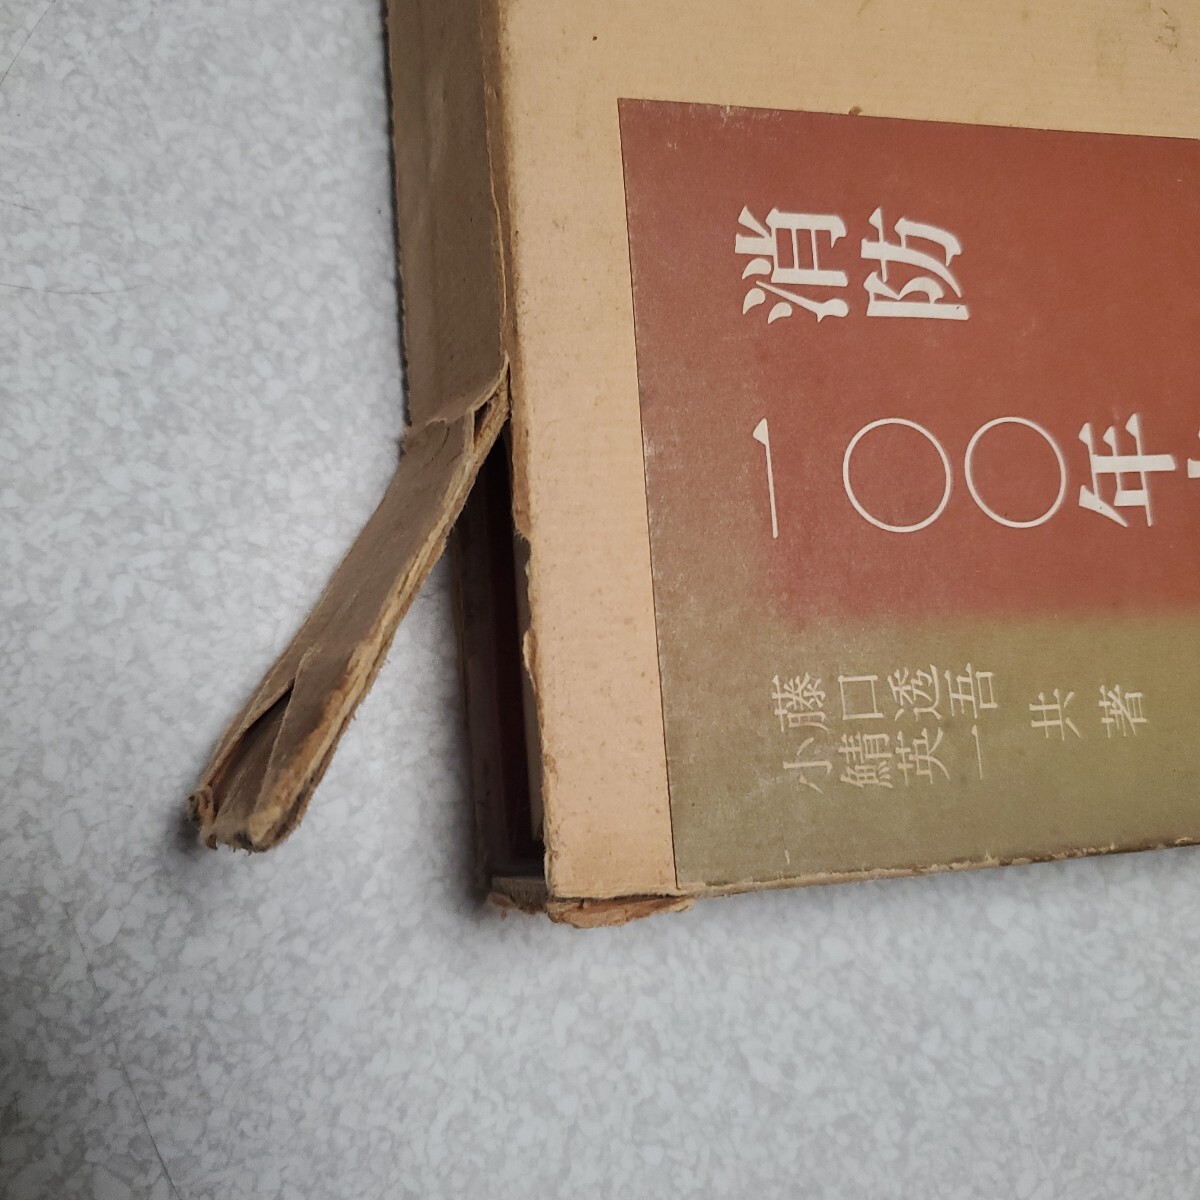 消防
一〇〇年
藤口透吾
小鯖英一
共著